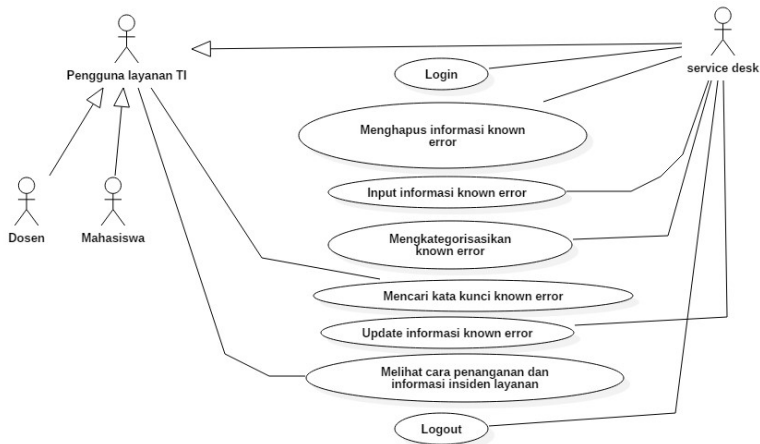 Pengguna layanan TI
service desk
Login
Menghapus informasi known
error
Input informasi known error
Dosen
Mahasiswa
Mengkategorisasikan
known error
Mencari kata kunci known error
Update informasi known error
Melihat cara penanganan dan
informasi insiden layanan
Logout